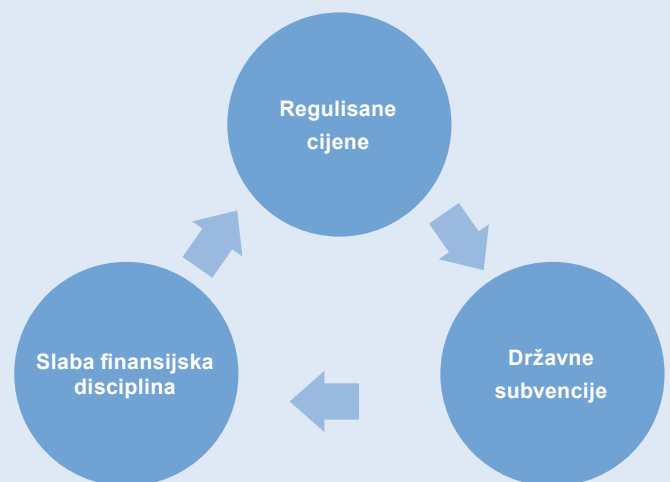 Regulisane
cijene
Državne
subvencije
Slaba finansijska
disciplina